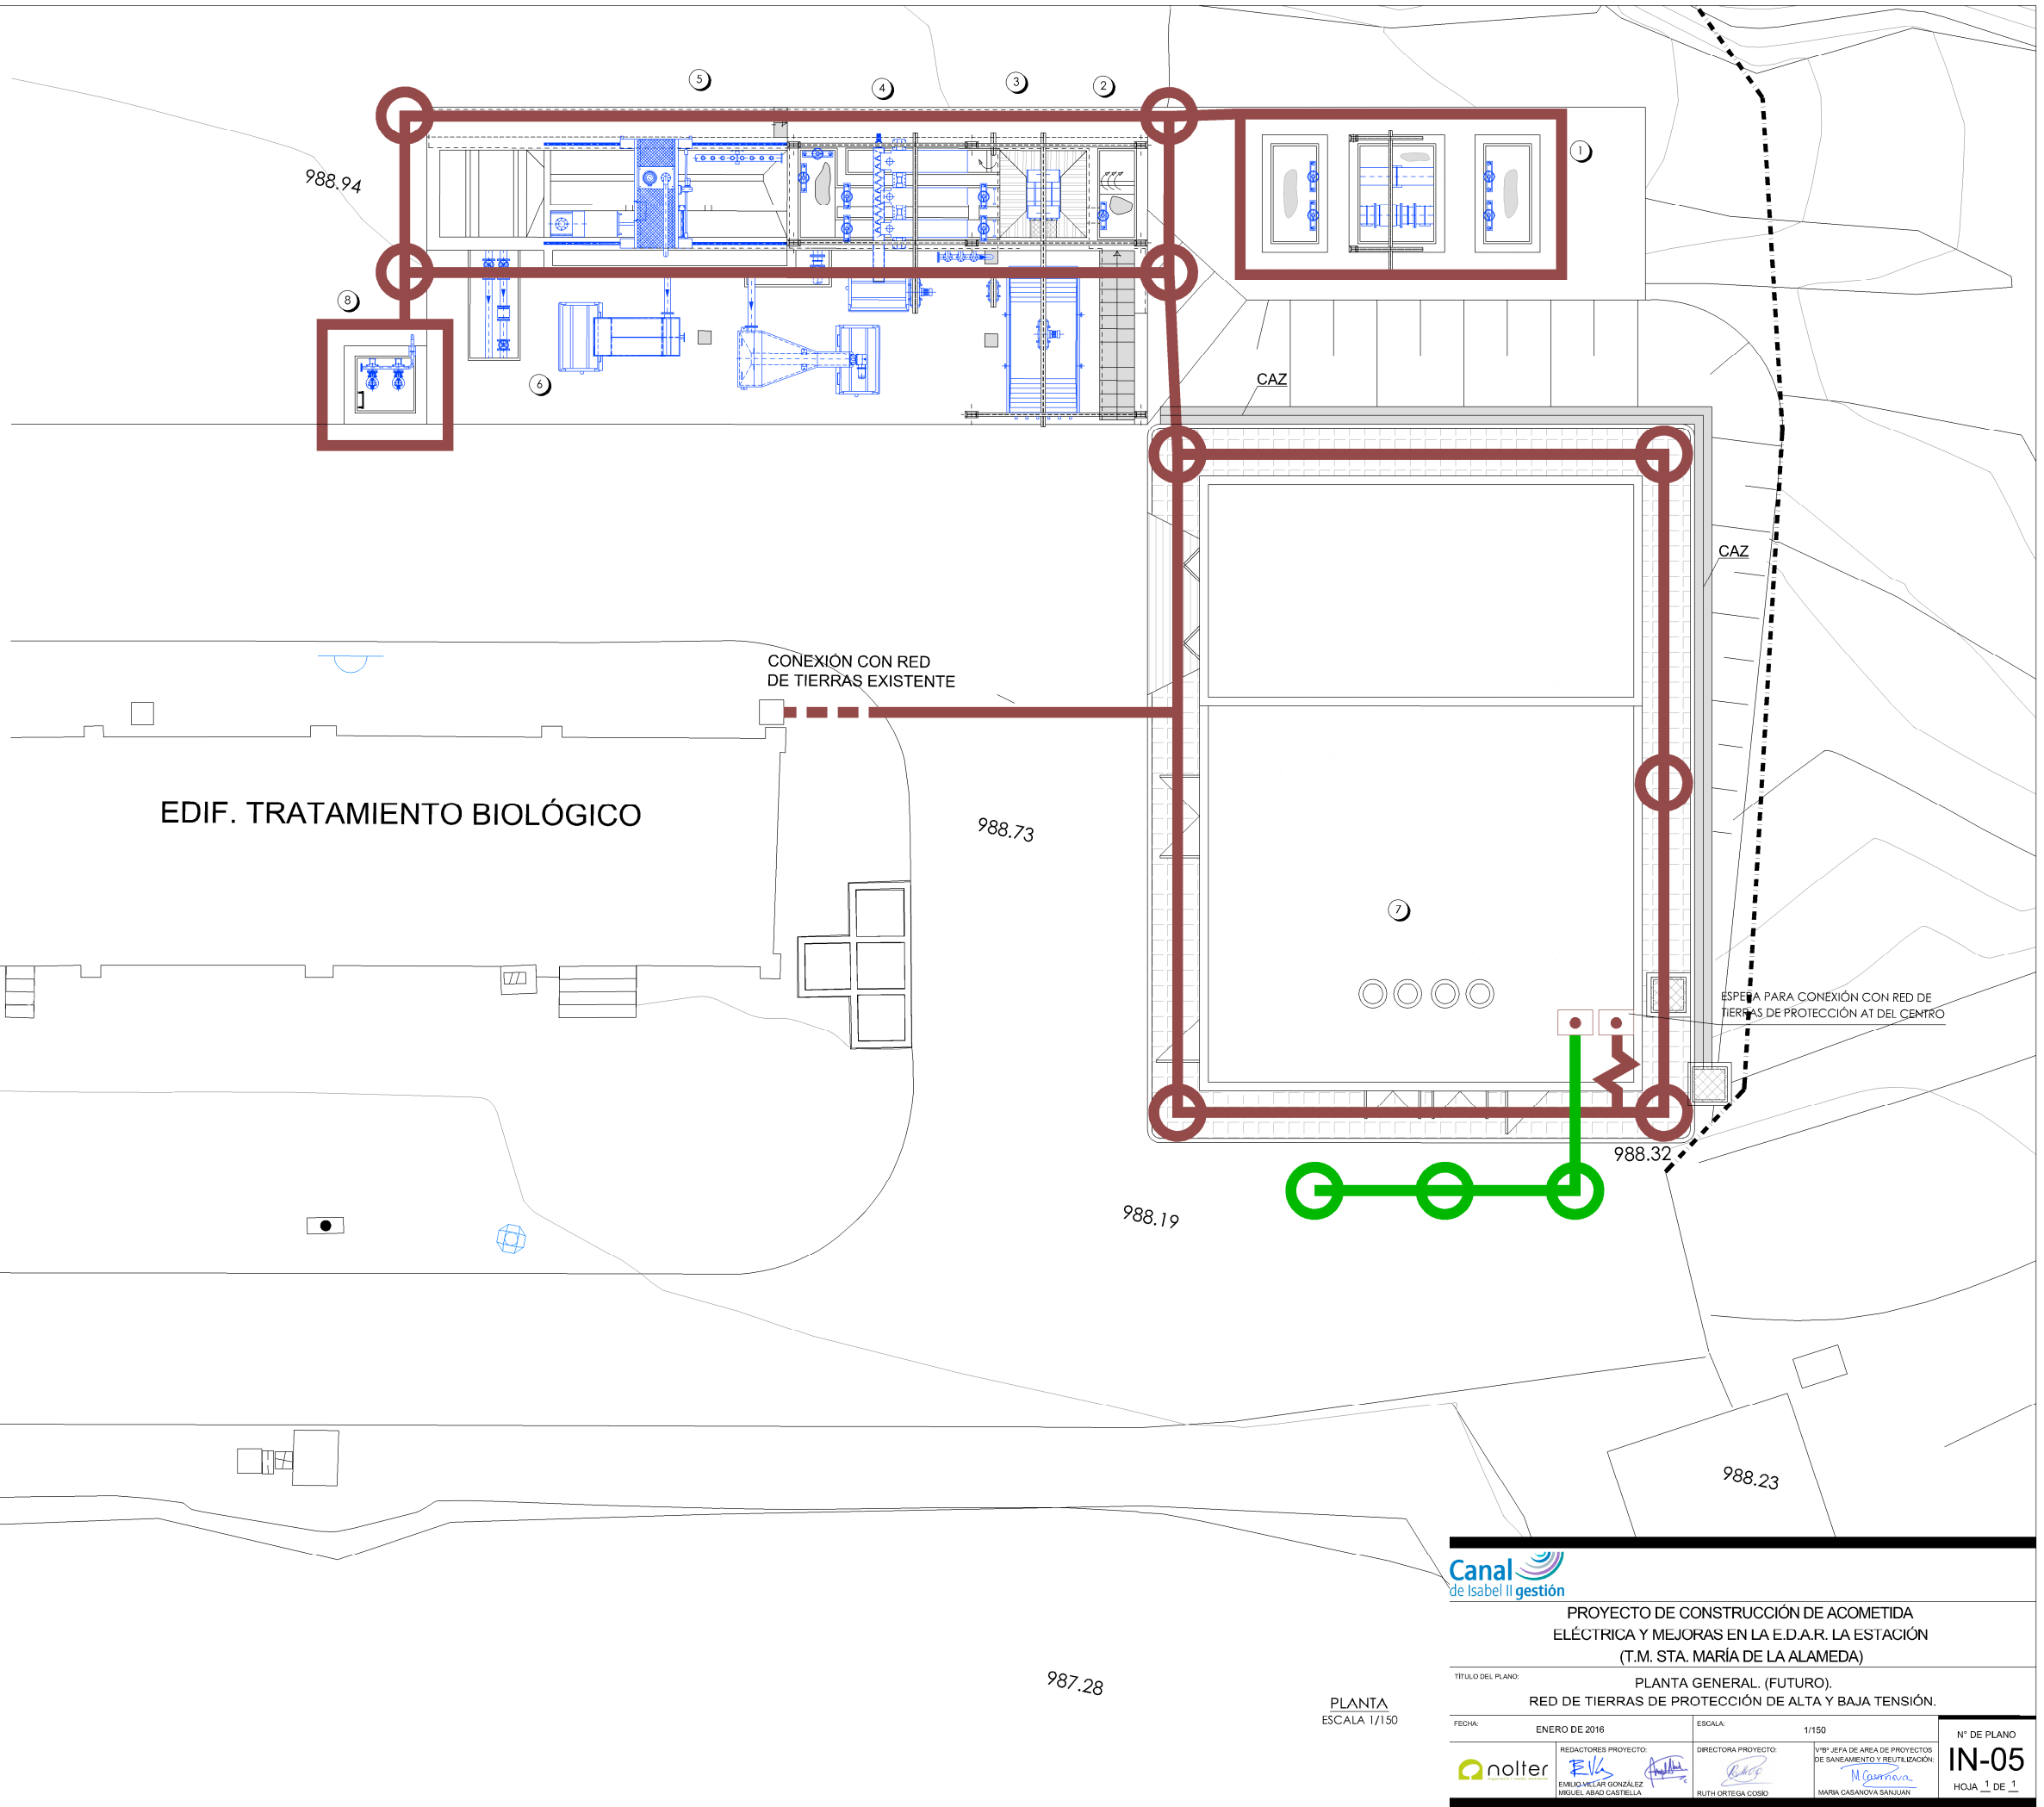 5
4
3
2
1
988.94
8
6
CAZ
CAZ
CONEXIÓN CON RED
DE TIERRAS EXISTENTE
EDIF. TRATAMIENTO BIOLÓGICO
988.73
7
ESPERA PARA CONEXIÓN CON RED DE
TIERRAS DE PROTECCIÓN AT DEL CENTRO
988.32
988.19
988.23
987.28
PLANTA
ESCALA 1/150
Canal
de Isabel II gestión
PROYECTO DE CONSTRUCCIÓN DE ACOMETIDA
ELÉCTRICA Y MEJORAS EN LA E.D.A.R. LA ESTACIÓN
(T.M. STA. MARÍA DE LA ALAMEDA)
TÍTULO DEL PLANO:
PLANTA GENERAL. (FUTURO).
RED DE TIERRAS DE PROTECCIÓN DE ALTA Y BAJA TENSIÓN.
FECHA:
ENERO DE 2016
ESCALA:
1/150
Nº DE PLANO
IN-05
HOJA 1 DE 1
nolter
REDACTORES PROYECTO:
EMILIO VILLAR GONZÁLEZ
MIGUEL ABAD CASTIELLA
DIRECTORA PROYECTO:
RUTH ORTEGA COSÍO
VºBº JEFA DE AREA DE PROYECTOS
DE SANEAMIENTO Y REUTILIZACIÓN:
M Casanova
MARIA CASANOVA SANJUAN